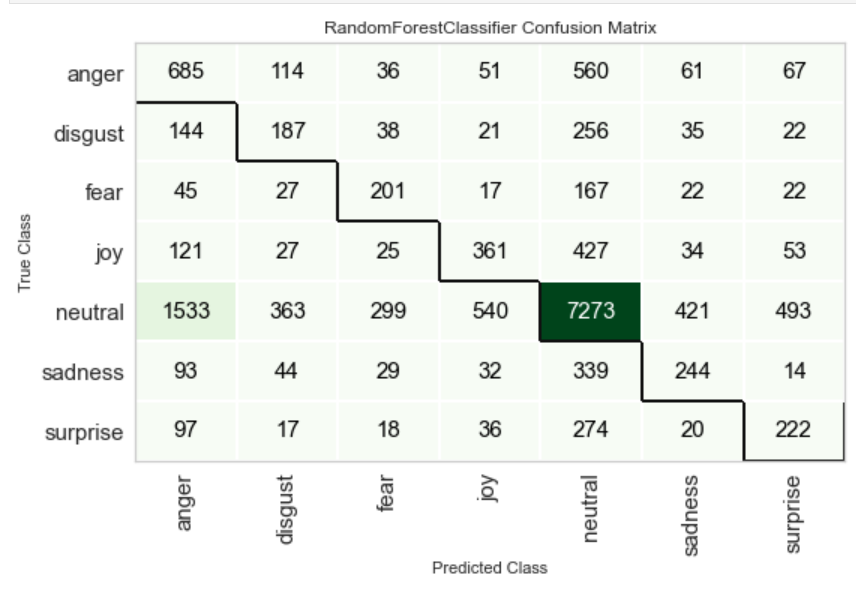 RandomForestClassifier Confusion Matrix
anger 685 114 36 51 560 61 67
disgust 144 187 38 21 256 35 22
fear 45 27 201 17 167 22 22
joy 121 27 25 361 427 34 53
neutral 1533 363 299 540 7273 421 493
sadness 93 44 29 32 339 244 14
surprise 97 17 18 36 274 20 222
True Class
anger disgust fear joy neutral sadness surprise
Predicted Class